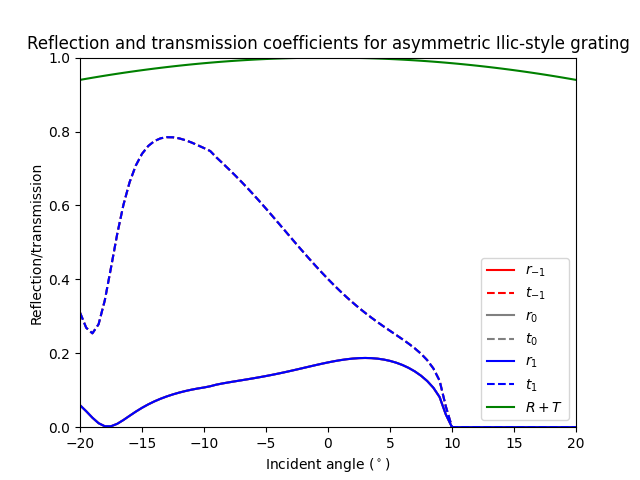 Reflection and transmission coefficients for asymmetric Ilic-style grating
1.0
0.8
0.6
0.4
0.2
0.0
Reflection/transmission
−20
−15
−10
−5
0
5
10
15
20
Incident angle (°)
r₋₁
t₋₁
r₀
t₀
r₁
t₁
R + T